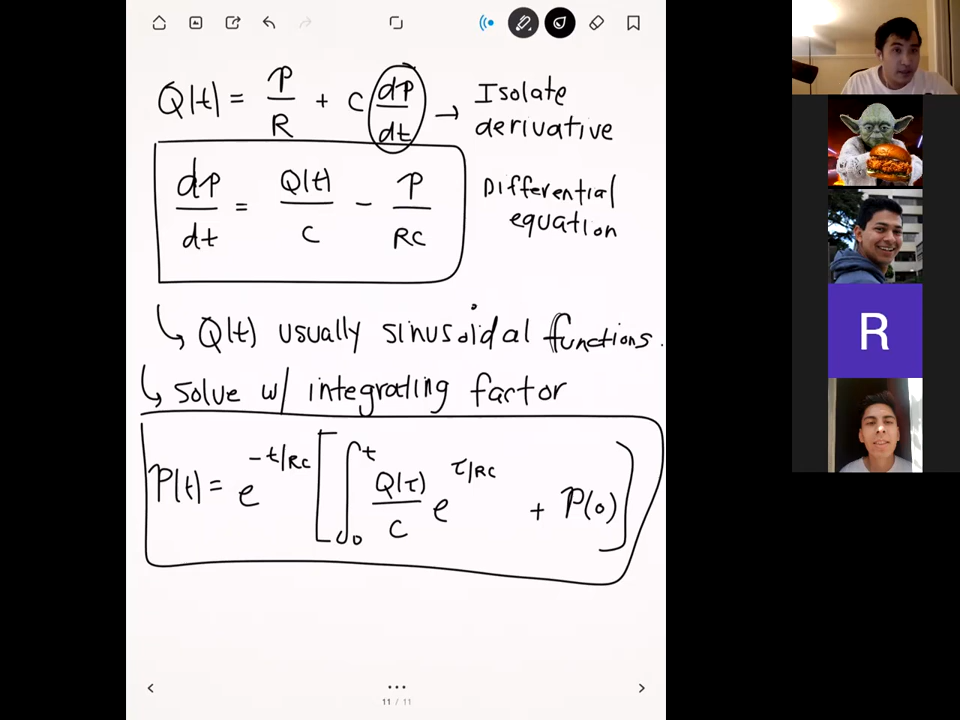 Q(t) = P/R + C dP/dt → Isolate derivative
dP/dt = Q(t)/C - P/RC
Differential equation
↳ Q(t) usually sinusoidal functions.
↳ Solve w/ integrating factor
P(t) = e^{-t/RC} [ ∫_0^t Q(τ)/C e^{τ/RC} + P(0) ]
R
11 / 11